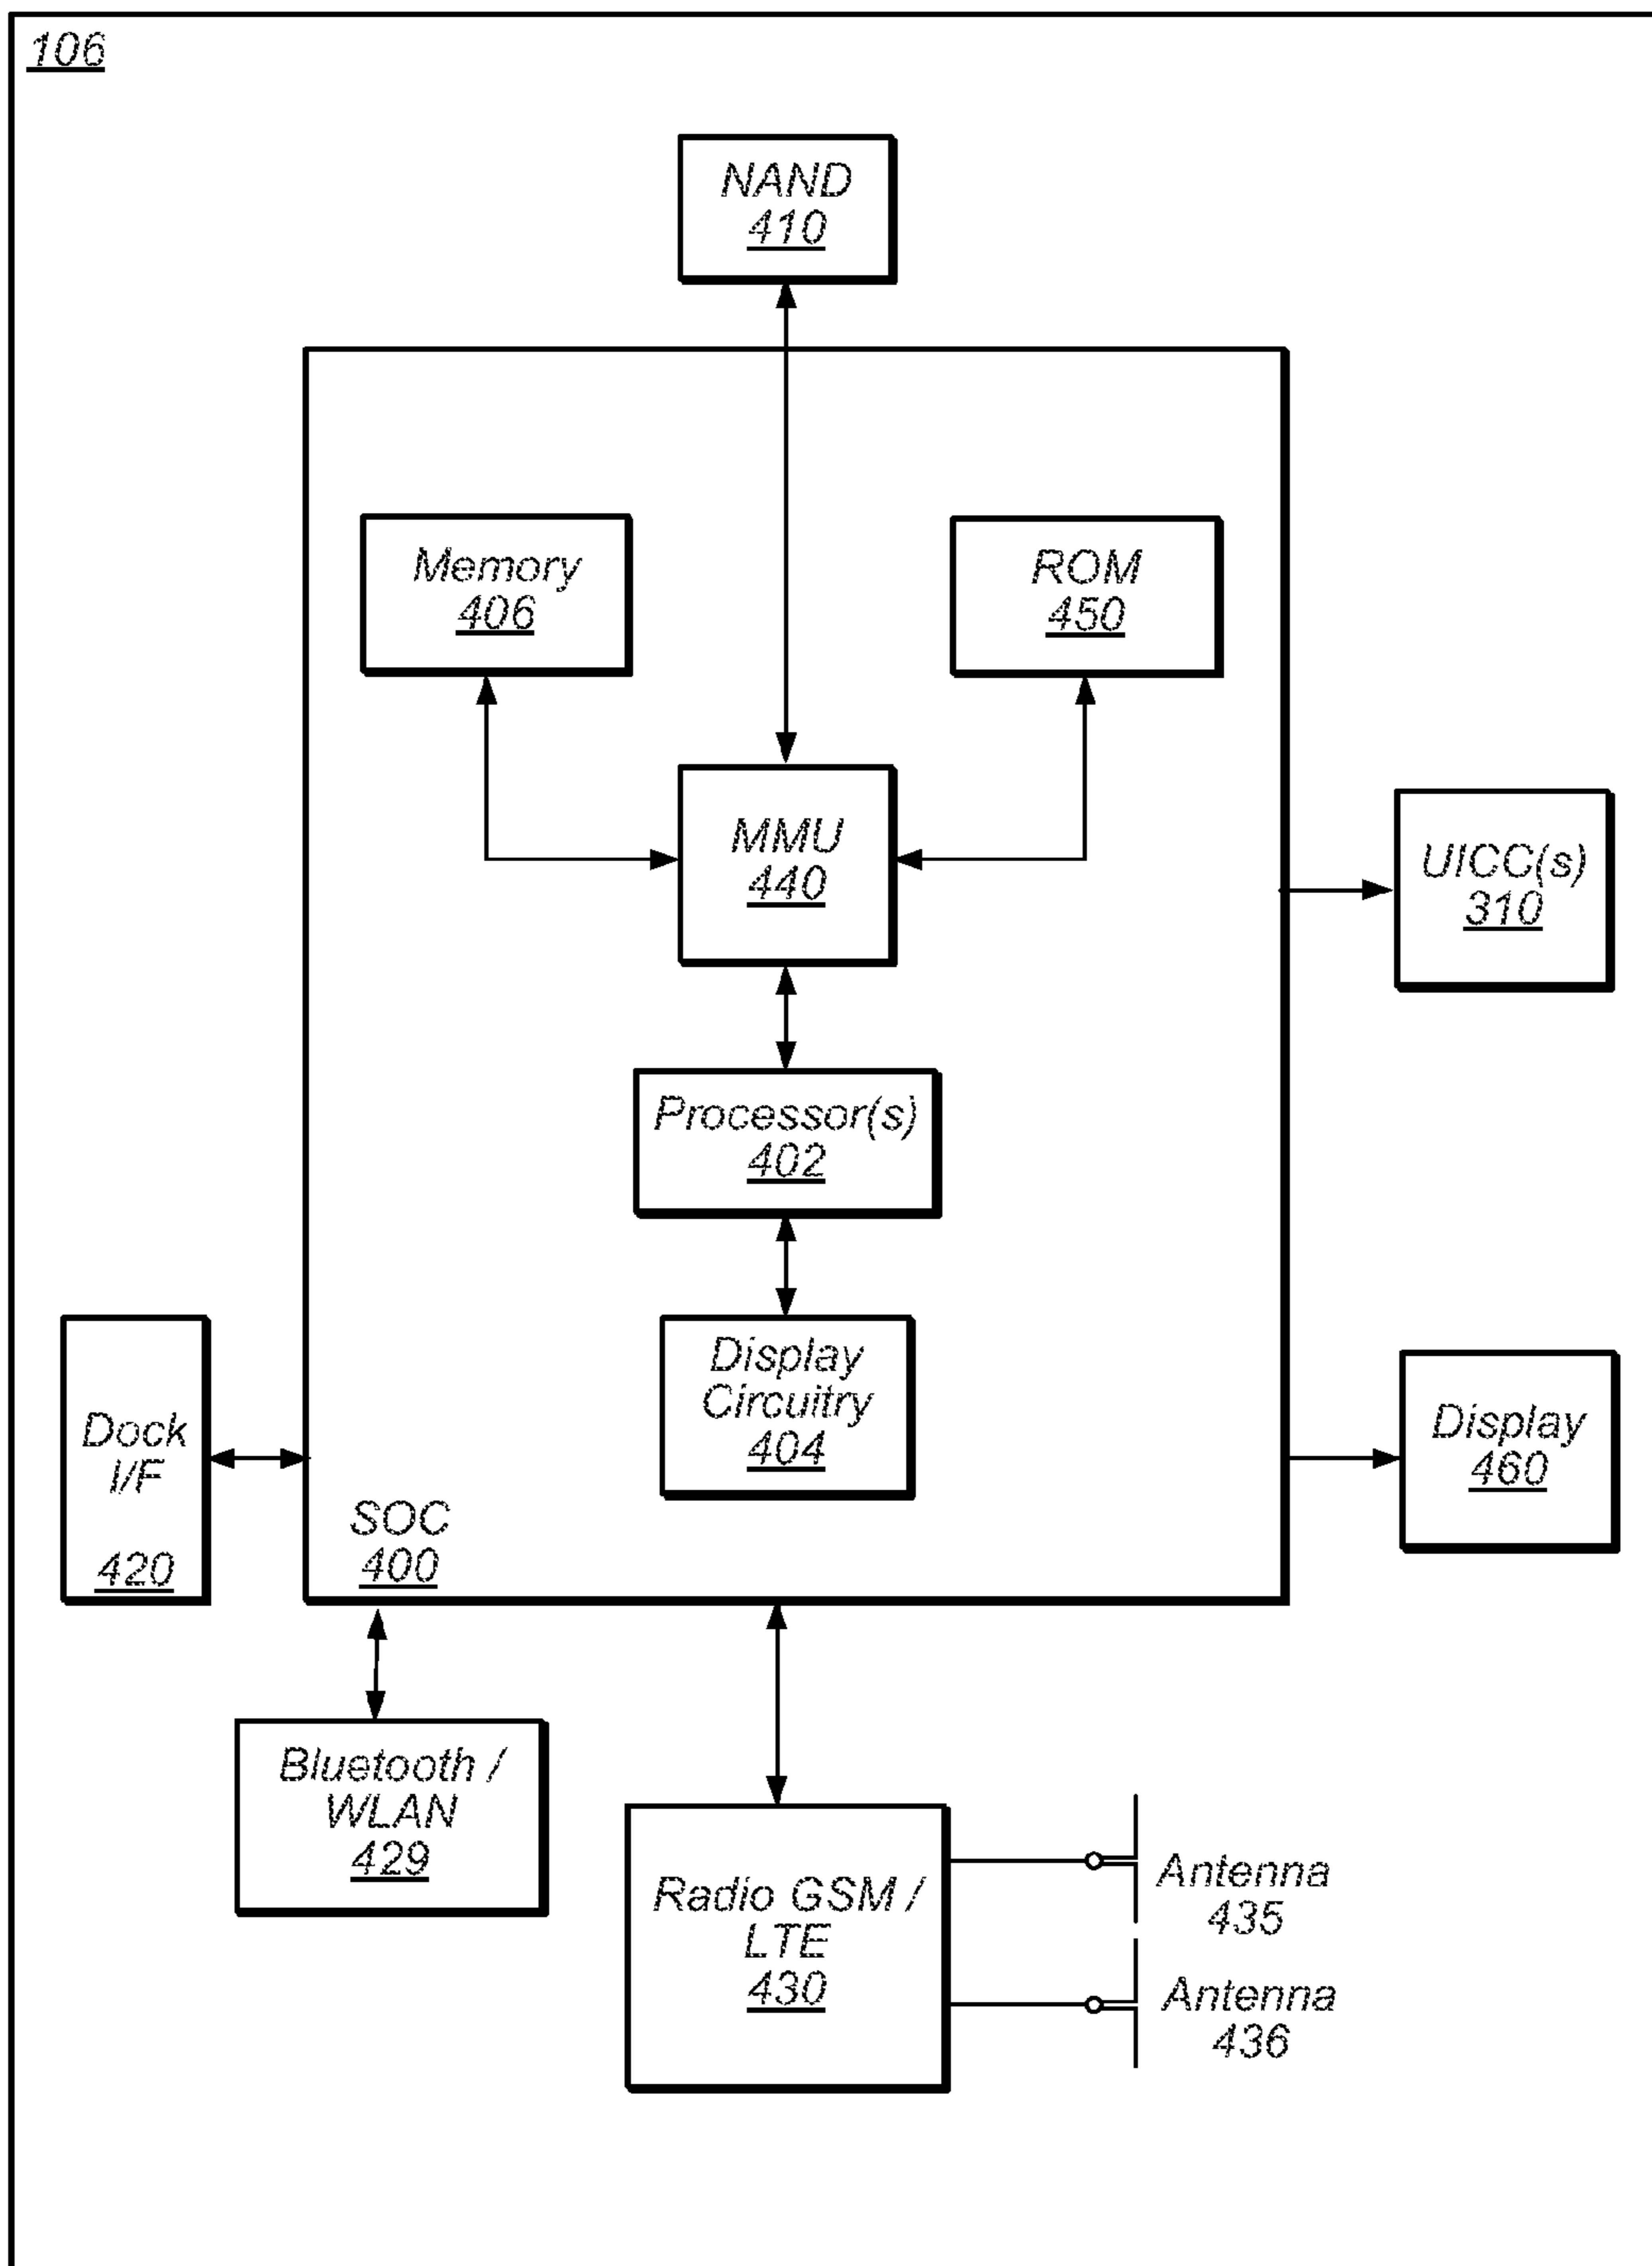 106
NAND
410
Memory
406
ROM
450
MMU
440
UICC(s)
310
Processor(s)
402
Display
Circuitry
404
Dock
I/F
420
Display
460
SOC
400
Bluetooth /
WLAN
429
Radio GSM /
LTE
430
Antenna
435
Antenna
436